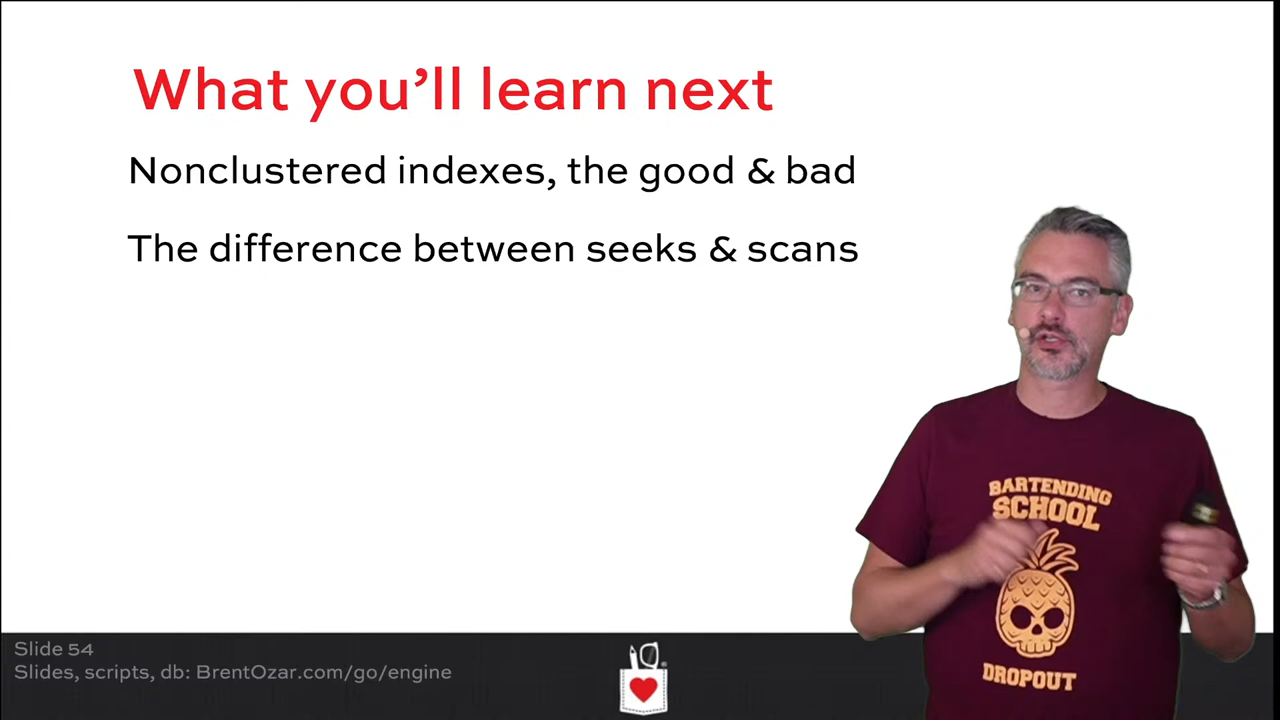 What you’ll learn next
Nonclustered indexes, the good & bad
The difference between seeks & scans
BARTENDING
SCHOOL
DROPOUT
Slide 54
Slides, scripts, db: BrentOzar.com/go/engine